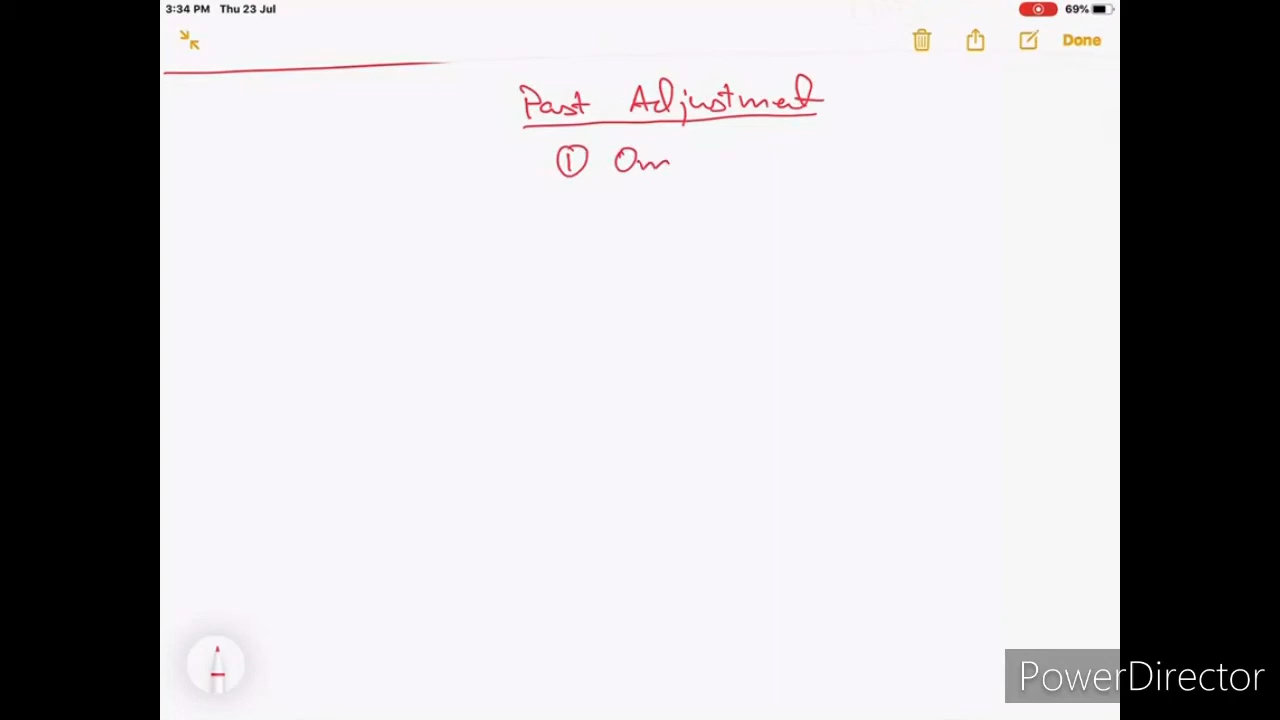 3:34 PM Thu 23 Jul
69%
Done
Past Adjustment
① Om
PowerDirector